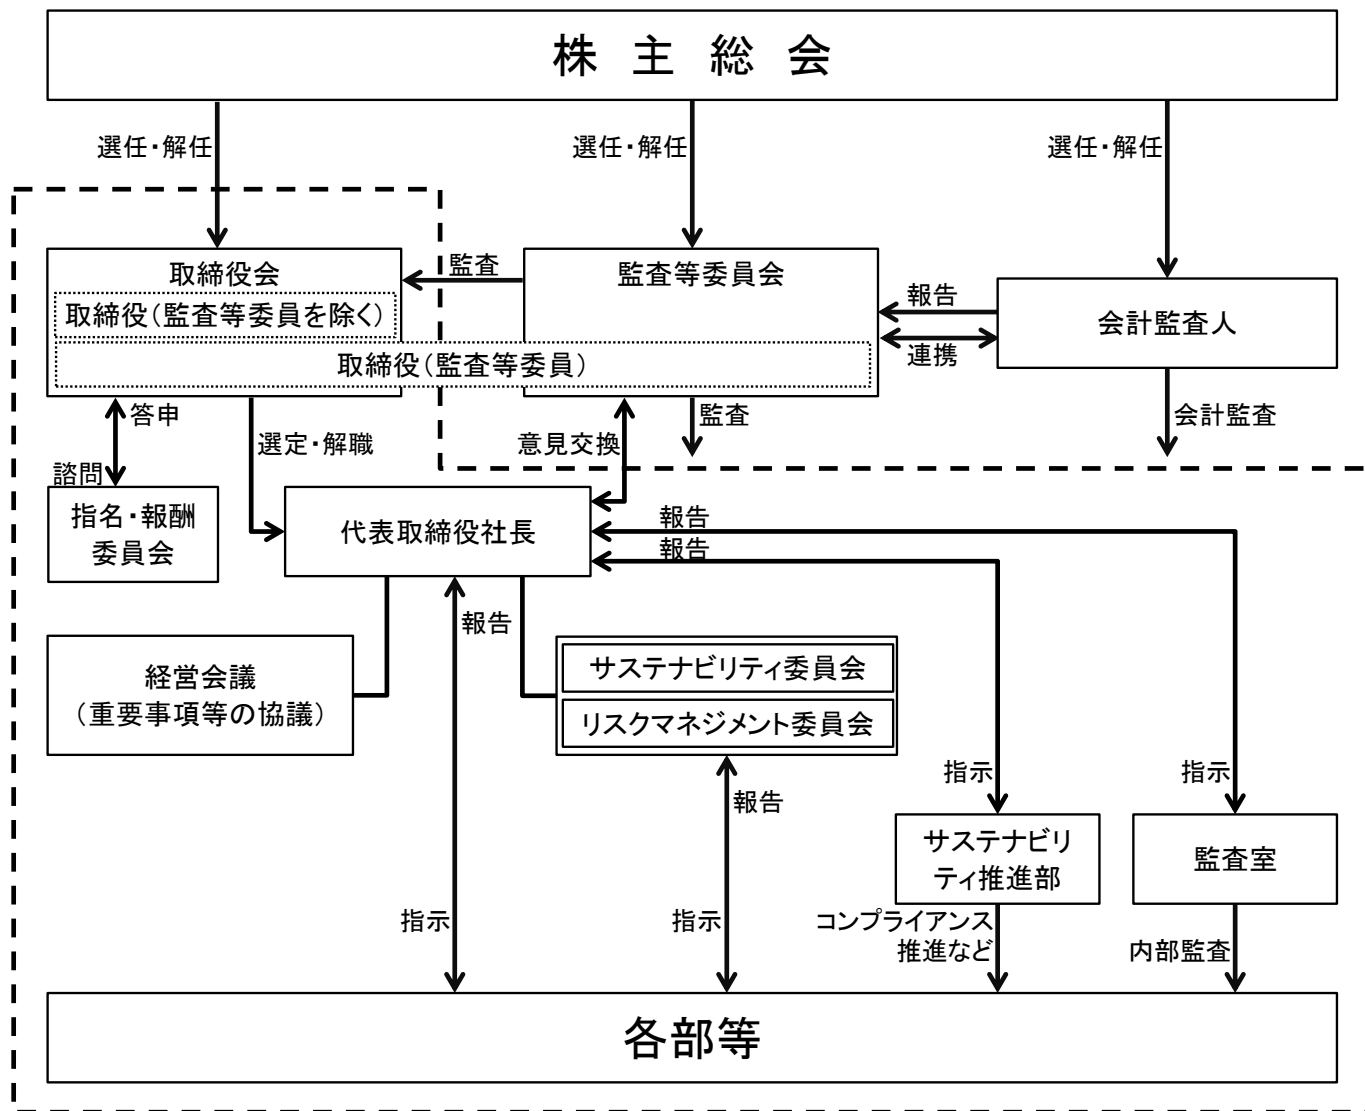 株主総会
選任・解任
選任・解任
選任・解任
取締役会
取締役(監査等委員を除く)
監査
監査等委員会
取締役(監査等委員)
報告
連携
会計監査人
答申
諮問
選定・解職
意見交換
監査
会計監査
指名・報酬
委員会
代表取締役社長
報告
報告
報告
経営会議
(重要事項等の協議)
サステナビリティ委員会
リスクマネジメント委員会
報告
指示
指示
サステナビリ
ティ推進部
監査室
指示
指示
コンプライアンス
推進など
内部監査
各部等